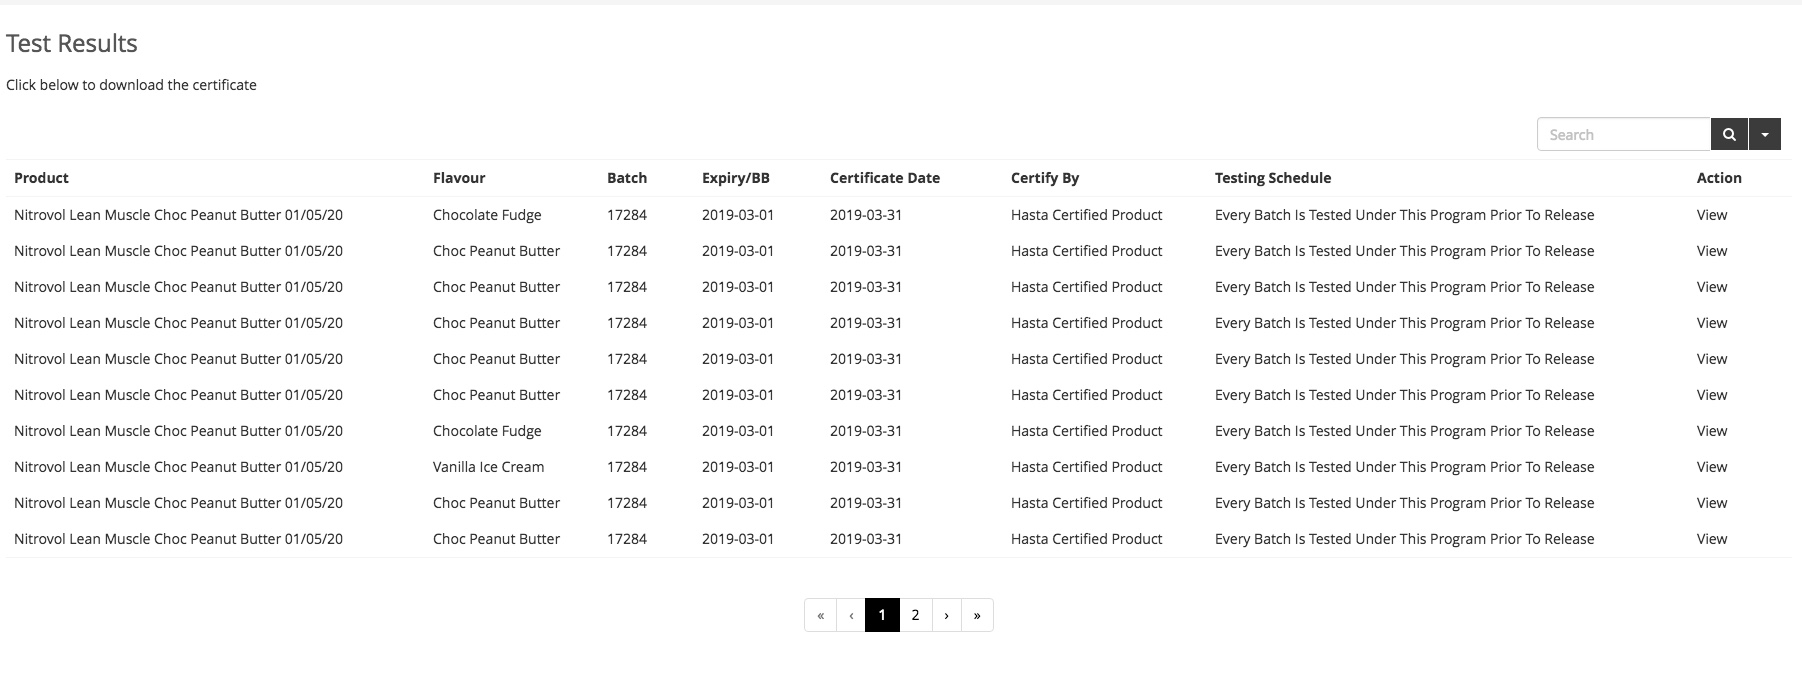 Test Results
Click below to download the certificate
Search
Product Flavour Batch Expiry/BB Certificate Date Certify By Testing Schedule Action
Nitrovol Lean Muscle Choc Peanut Butter 01/05/20 Chocolate Fudge 17284 2019-03-01 2019-03-31 Hasta Certified Product Every Batch Is Tested Under This Program Prior To Release View
Nitrovol Lean Muscle Choc Peanut Butter 01/05/20 Choc Peanut Butter 17284 2019-03-01 2019-03-31 Hasta Certified Product Every Batch Is Tested Under This Program Prior To Release View
Nitrovol Lean Muscle Choc Peanut Butter 01/05/20 Choc Peanut Butter 17284 2019-03-01 2019-03-31 Hasta Certified Product Every Batch Is Tested Under This Program Prior To Release View
Nitrovol Lean Muscle Choc Peanut Butter 01/05/20 Choc Peanut Butter 17284 2019-03-01 2019-03-31 Hasta Certified Product Every Batch Is Tested Under This Program Prior To Release View
Nitrovol Lean Muscle Choc Peanut Butter 01/05/20 Choc Peanut Butter 17284 2019-03-01 2019-03-31 Hasta Certified Product Every Batch Is Tested Under This Program Prior To Release View
Nitrovol Lean Muscle Choc Peanut Butter 01/05/20 Choc Peanut Butter 17284 2019-03-01 2019-03-31 Hasta Certified Product Every Batch Is Tested Under This Program Prior To Release View
Nitrovol Lean Muscle Choc Peanut Butter 01/05/20 Chocolate Fudge 17284 2019-03-01 2019-03-31 Hasta Certified Product Every Batch Is Tested Under This Program Prior To Release View
Nitrovol Lean Muscle Choc Peanut Butter 01/05/20 Vanilla Ice Cream 17284 2019-03-01 2019-03-31 Hasta Certified Product Every Batch Is Tested Under This Program Prior To Release View
Nitrovol Lean Muscle Choc Peanut Butter 01/05/20 Choc Peanut Butter 17284 2019-03-01 2019-03-31 Hasta Certified Product Every Batch Is Tested Under This Program Prior To Release View
Nitrovol Lean Muscle Choc Peanut Butter 01/05/20 Choc Peanut Butter 17284 2019-03-01 2019-03-31 Hasta Certified Product Every Batch Is Tested Under This Program Prior To Release View
« ‹ 1 2 › »